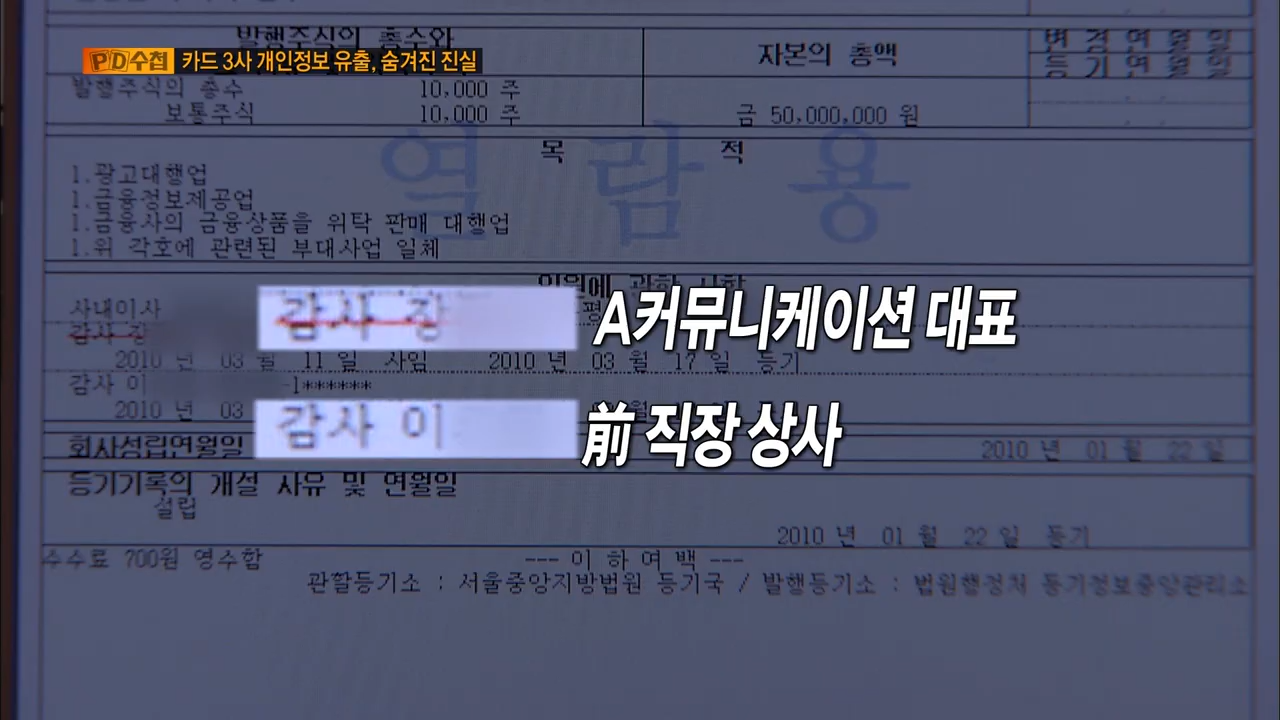 PD수첩 카드 3사 개인정보 유출, 숨겨진 진실
발행주식의 총수와
자본의 총액
변 경 연 월 일
등 기 연 월 일
발행주식의 총수 10,000 주
보통주식 10,000 주 금 50,000,000 원
목 적
열 람 용
1.광고대행업
1.금융정보제공업
1.금융사의 금융상품을 위탁 판매 대행업
1.위 각호에 관련된 부대사업 일체
임원에 관한 사항
사내이사
감사 장
감사 장 A커뮤니케이션 대표
2010 년 03 월 11 일 사임 2010 년 03 월 17 일 등기
감사 이 -1******
2010 년 03
감사 이 前 직장 상사
회사성립연월일 2010 년 01 월 22 일
등기기록의 개설 사유 및 연월일
설립
2010 년 01 월 22 일 등기
수수료 700원 영수함 --- 이 하 여 백 ---
관할등기소 : 서울중앙지방법원 등기국 / 발행등기소 : 법원행정처 등기정보중앙관리소